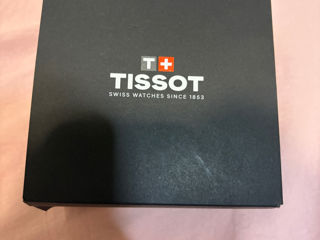 T+
TISSOT
SWISS WATCHES SINCE 1853